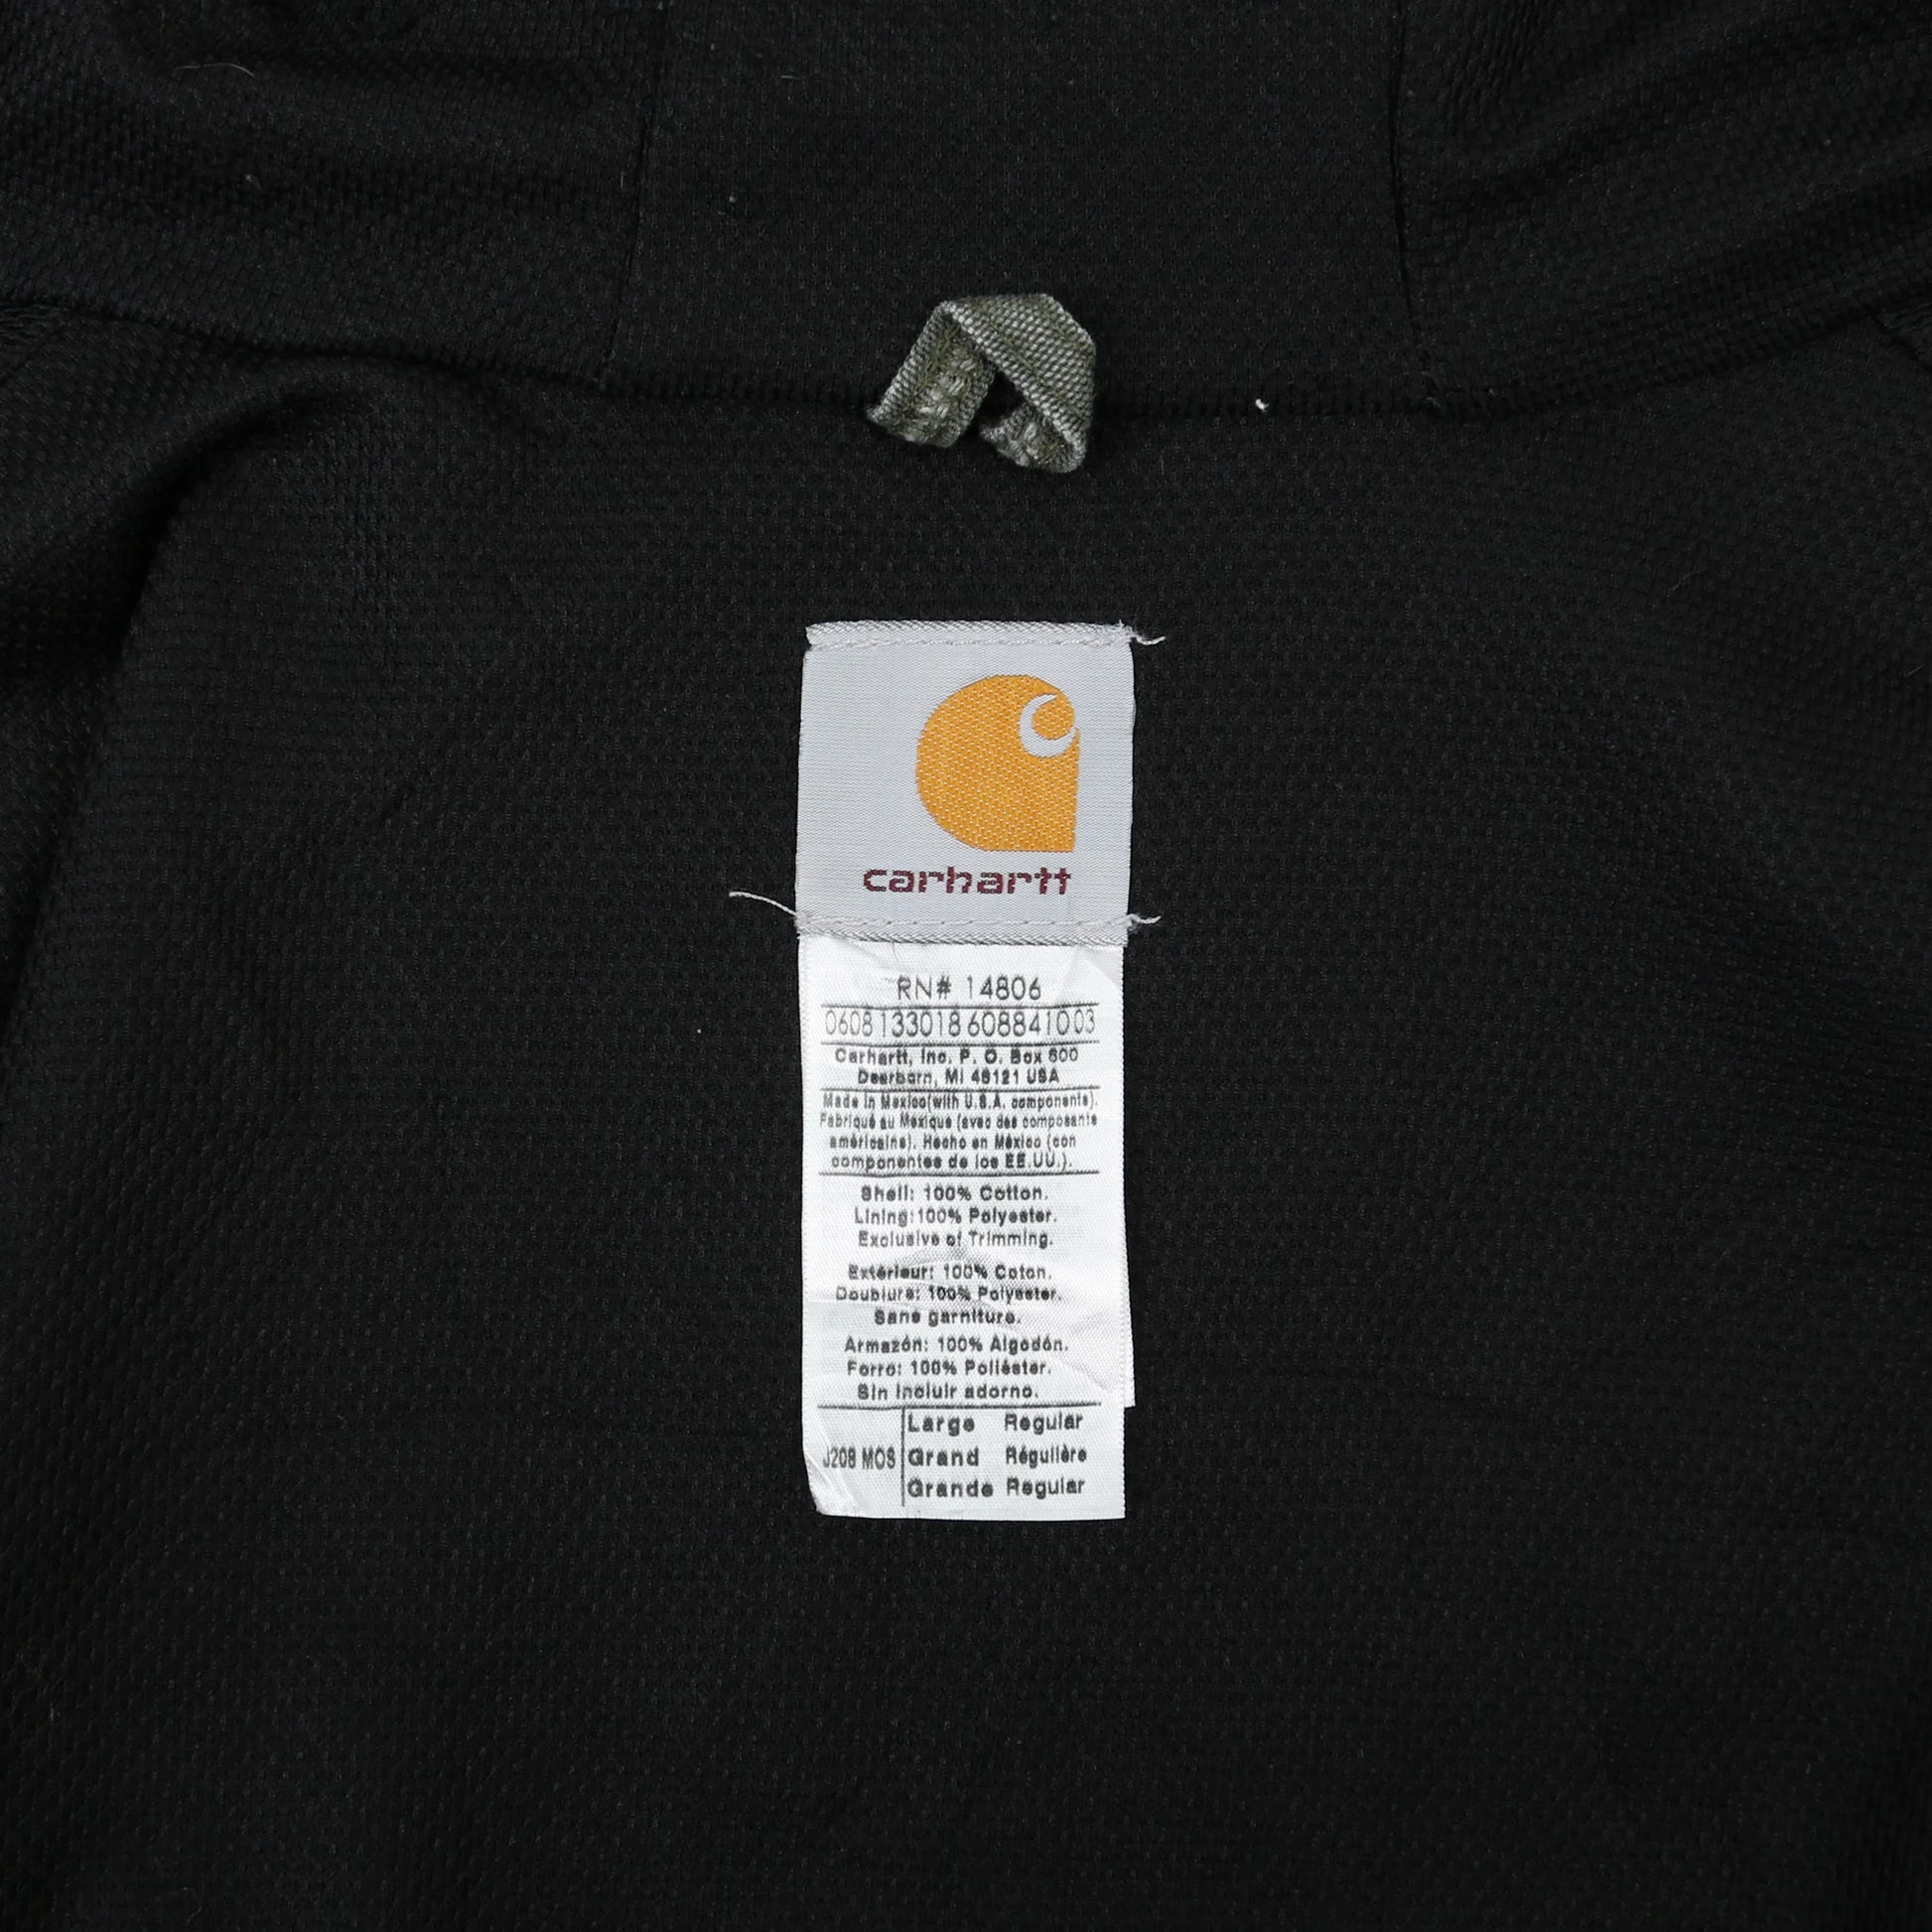 carhartt
RN# 14806
0608133018608841003
Carhartt, Inc. P. O. Box 600
Dearborn, MI 48121 USA
Made in Mexico(with U.S.A. components).
Fabriqué au Mexique (avec des composants
américains). Hecho en México (con
componentes de los EE.UU.).
Shell: 100% Cotton.
Lining:100% Polyester.
Exclusive of Trimming.
Extérieur: 100% Coton.
Doublure: 100% Polyester.
Sans garniture.
Armazón: 100% Algodón.
Forro: 100% Poliéster.
Sin incluir adorno.
J208 MOS
Large Regular
Grand Régulière
Grande Regular